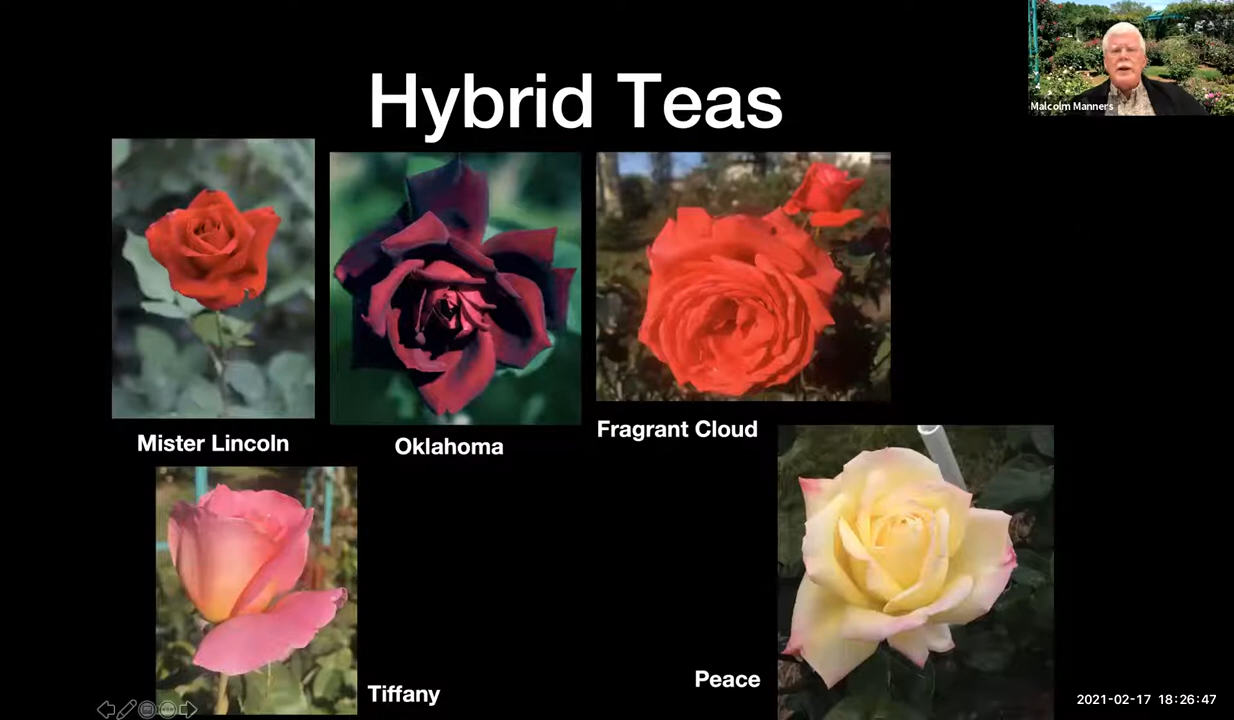 Hybrid Teas
Malcolm Manners
Mister Lincoln
Oklahoma
Fragrant Cloud
Tiffany
Peace
2021-02-17 18:26:47